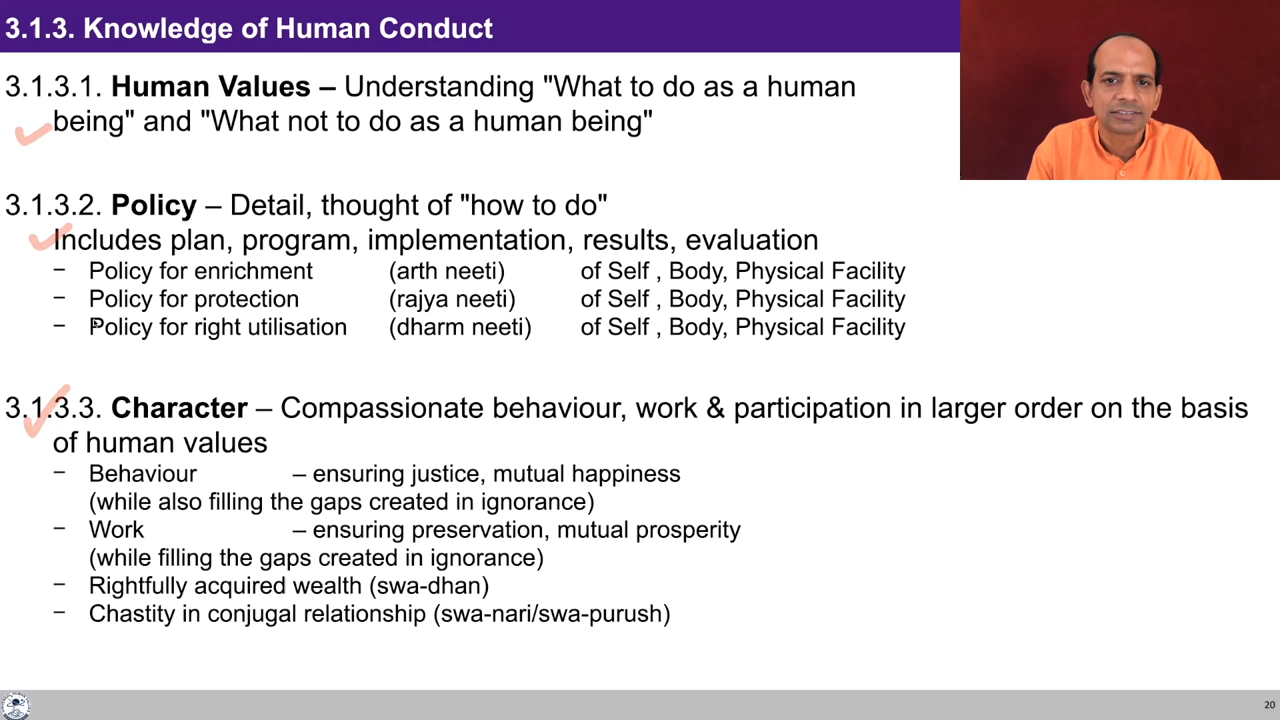 3.1.3. Knowledge of Human Conduct
3.1.3.1. Human Values – Understanding "What to do as a human
being" and "What not to do as a human being"
3.1.3.2. Policy – Detail, thought of "how to do"
Includes plan, program, implementation, results, evaluation
– Policy for enrichment (arth neeti) of Self , Body, Physical Facility
– Policy for protection (rajya neeti) of Self , Body, Physical Facility
– Policy for right utilisation (dharm neeti) of Self , Body, Physical Facility
3.1.3.3. Character – Compassionate behaviour, work & participation in larger order on the basis
of human values
– Behaviour – ensuring justice, mutual happiness
(while also filling the gaps created in ignorance)
– Work – ensuring preservation, mutual prosperity
(while filling the gaps created in ignorance)
– Rightfully acquired wealth (swa-dhan)
– Chastity in conjugal relationship (swa-nari/swa-purush)
20